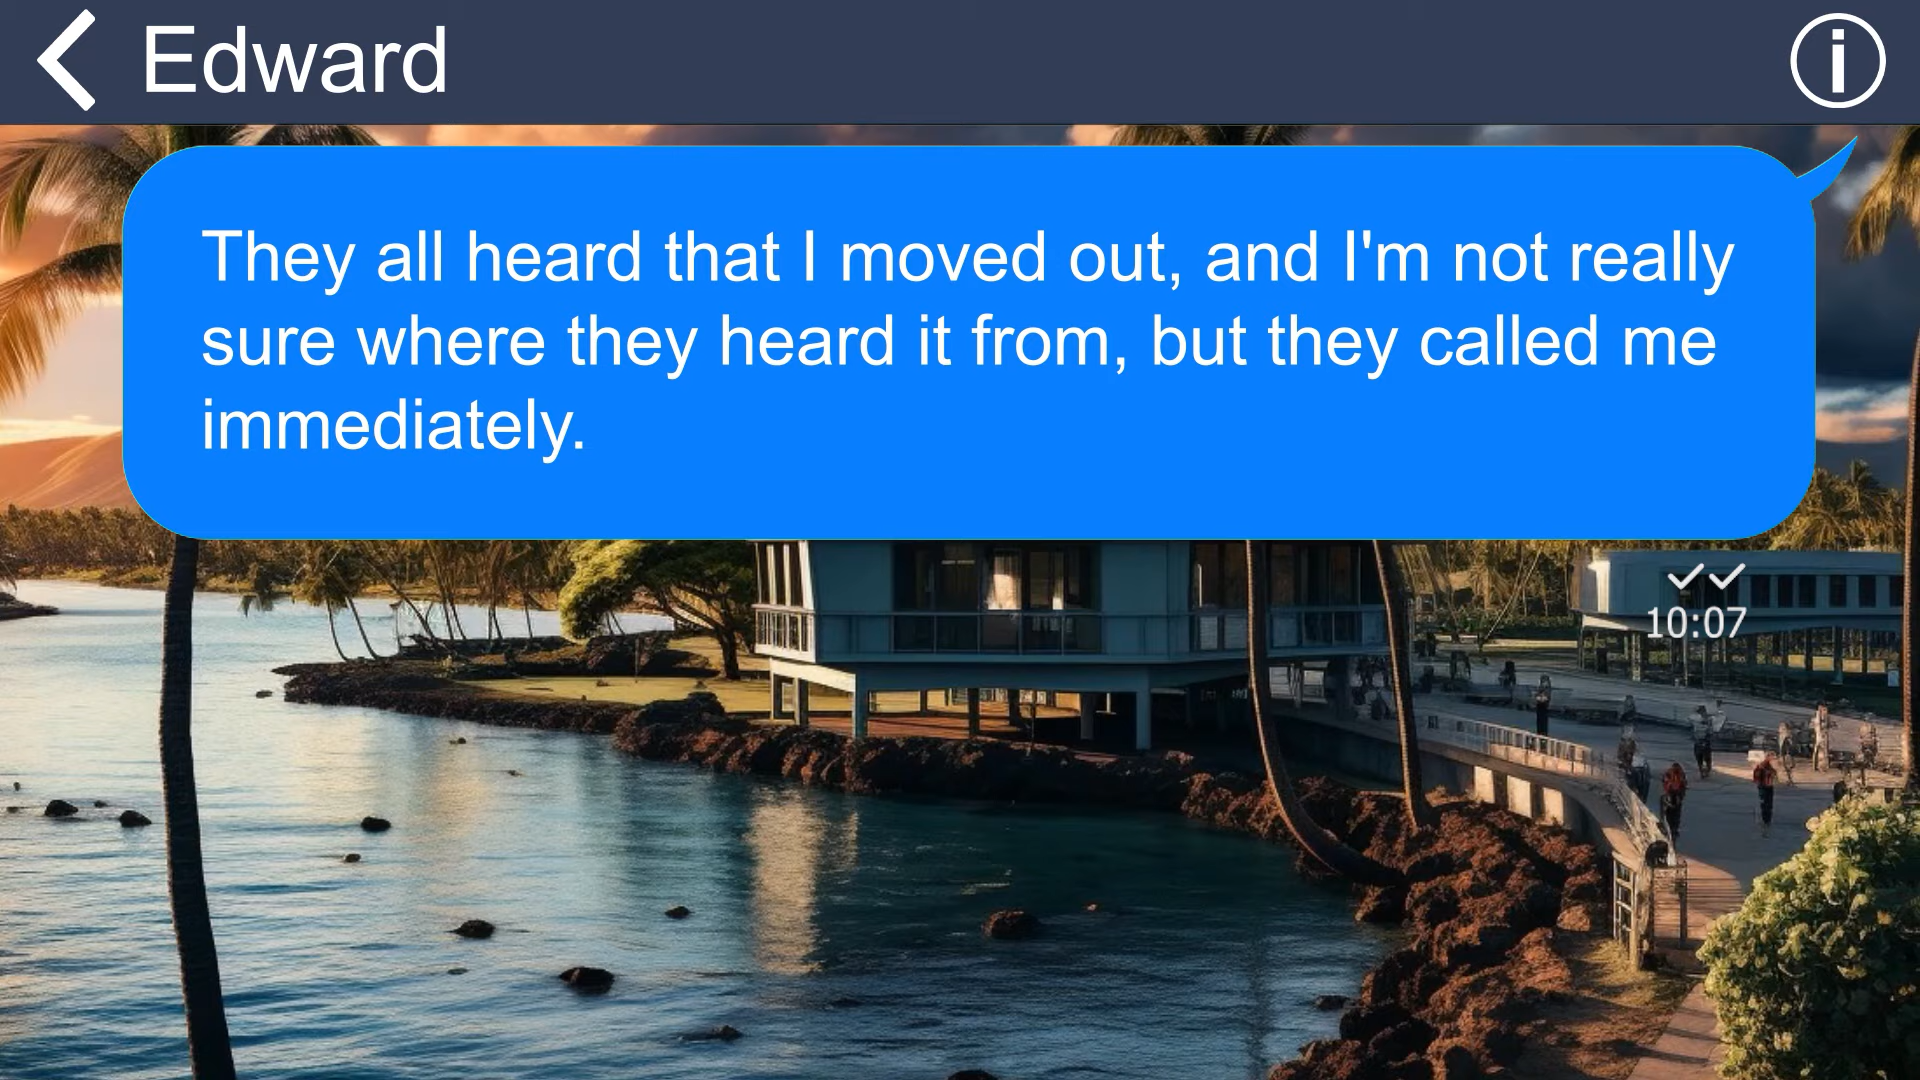 Edward
They all heard that I moved out, and I'm not really
sure where they heard it from, but they called me
immediately.
10:07